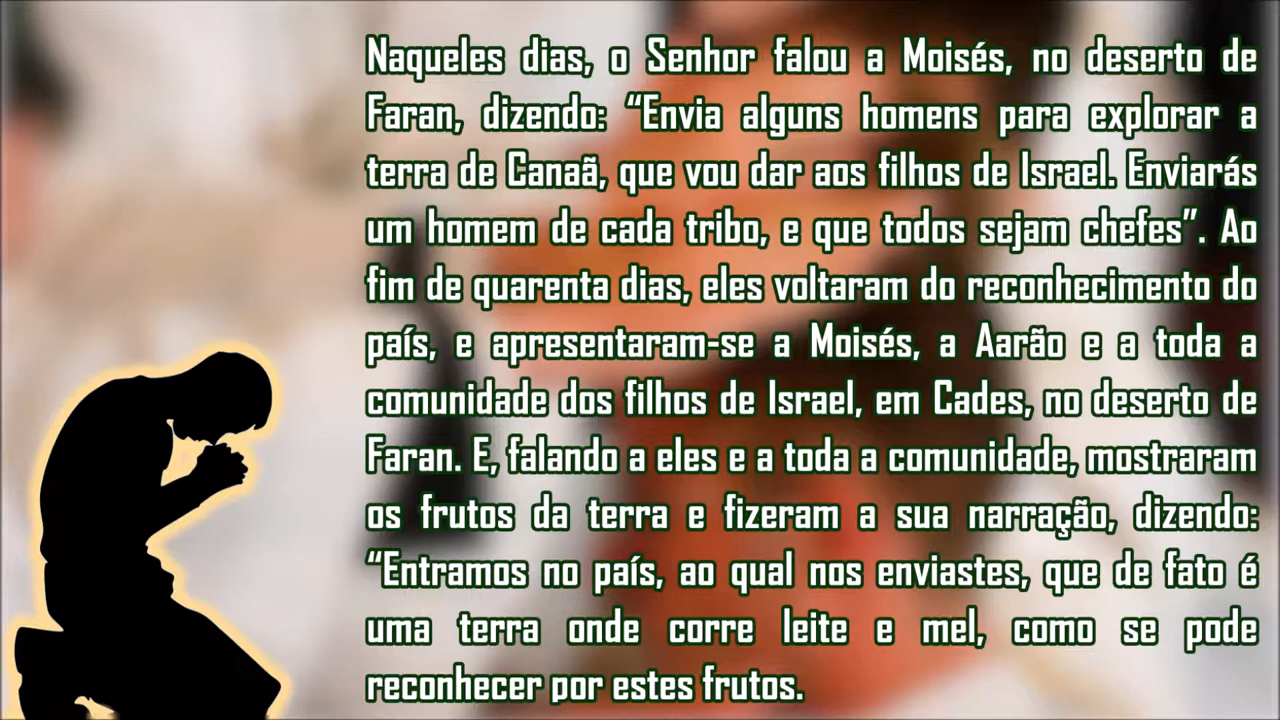 Naqueles dias, o Senhor falou a Moisés, no deserto de
Faran, dizendo: “Envia alguns homens para explorar a
terra de Canaã, que vou dar aos filhos de Israel. Enviarás
um homem de cada tribo, e que todos sejam chefes”. Ao
fim de quarenta dias, eles voltaram do reconhecimento do
país, e apresentaram-se a Moisés, a Aarão e a toda a
comunidade dos filhos de Israel, em Cades, no deserto de
Faran. E, falando a eles e a toda a comunidade, mostraram
os frutos da terra e fizeram a sua narração, dizendo:
“Entramos no país, ao qual nos enviastes, que de fato é
uma terra onde corre leite e mel, como se pode
reconhecer por estes frutos.